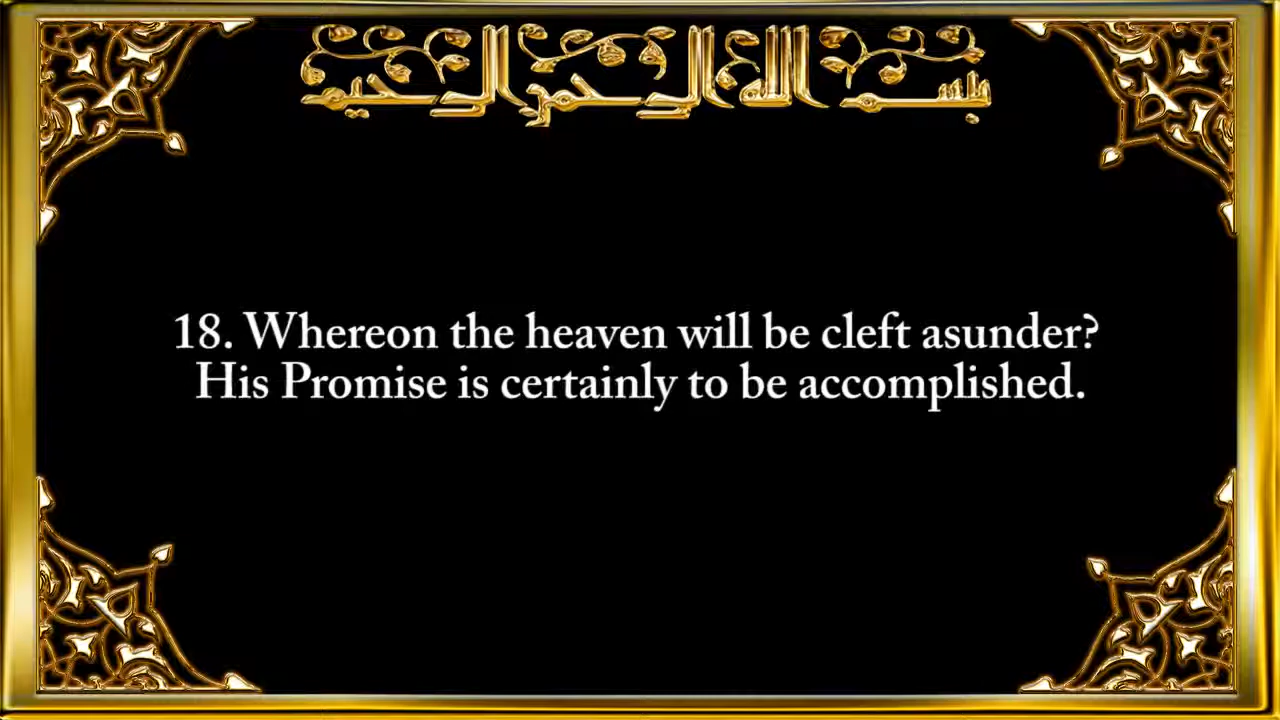 بسم الله الرحمن الرحيم
18. Whereon the heaven will be cleft asunder?
His Promise is certainly to be accomplished.